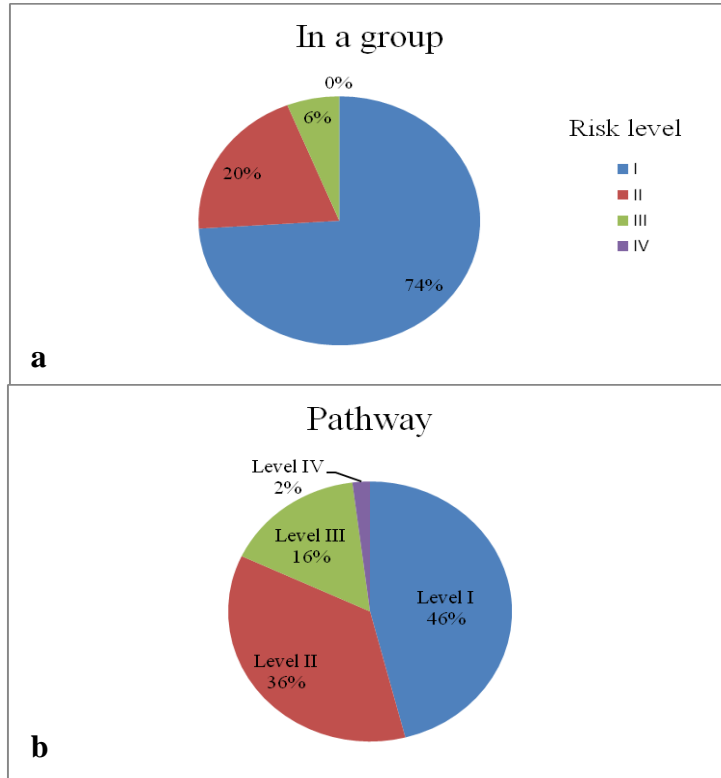 In a group
0%
6%
20%
74%
Risk level
I
II
III
IV
a
Pathway
Level IV
2%
Level III
16%
Level I
46%
Level II
36%
b